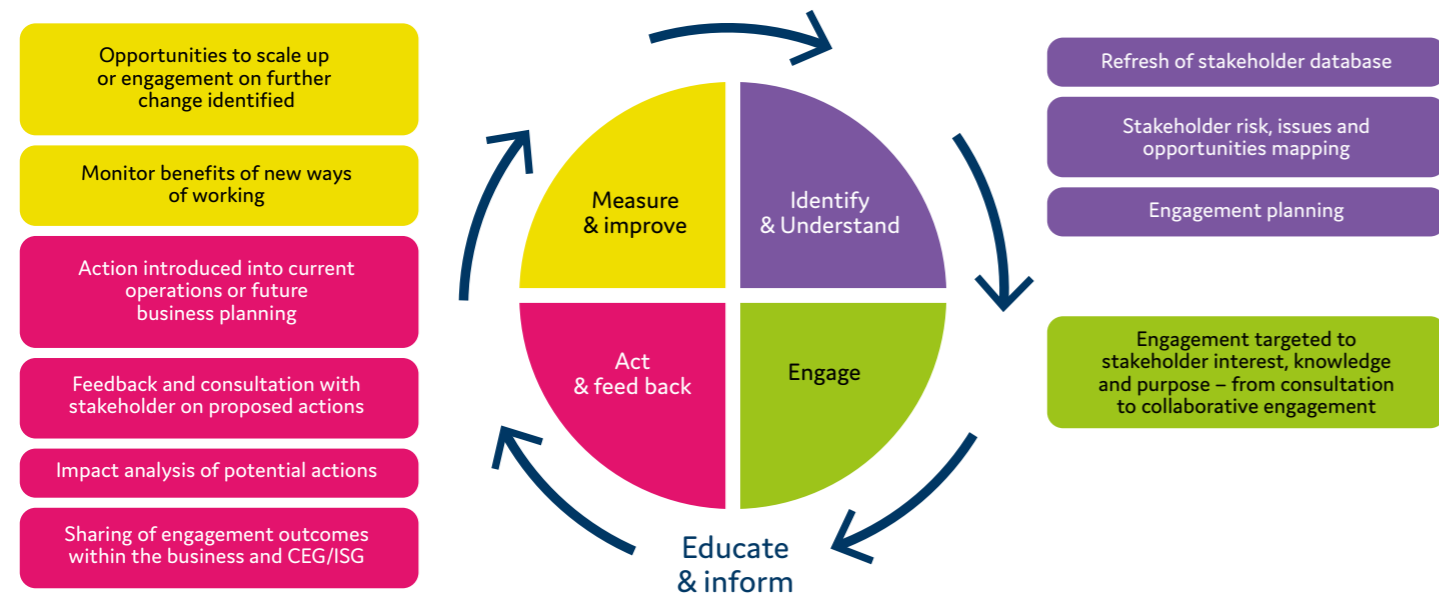 Opportunities to scale up
or engagement on further
change identified
Monitor benefits of new ways
of working
Action introduced into current
operations or future
business planning
Feedback and consultation with
stakeholder on proposed actions
Impact analysis of potential actions
Sharing of engagement outcomes
within the business and CEG/ISG
Measure
& improve
Identify
& Understand
Act
& feed back
Engage
Educate
& inform
Refresh of stakeholder database
Stakeholder risk, issues and
opportunities mapping
Engagement planning
Engagement targeted to
stakeholder interest, knowledge
and purpose – from consultation
to collaborative engagement